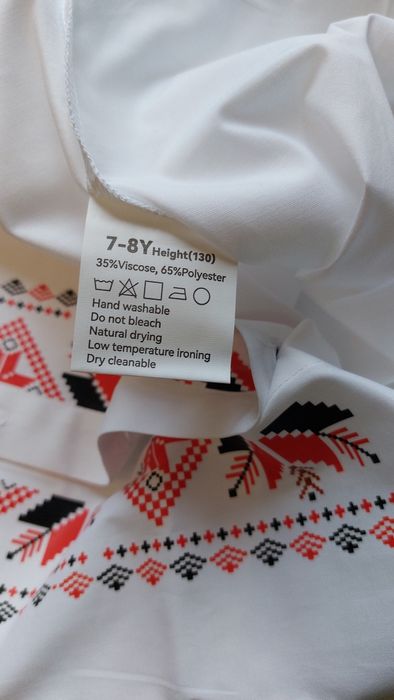 7-8Y Height(130)
35%Viscose, 65%Polyester
Hand washable
Do not bleach
Natural drying
Low temperature ironing
Dry cleanable